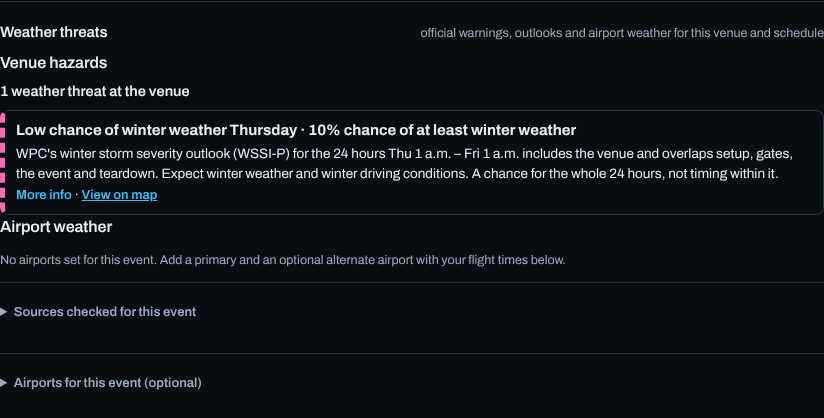 Weather threats
official warnings, outlooks and airport weather for this venue and schedule
Venue hazards
1 weather threat at the venue
Low chance of winter weather Thursday · 10% chance of at least winter weather
WPC's winter storm severity outlook (WSSI-P) for the 24 hours Thu 1 a.m. – Fri 1 a.m. includes the venue and overlaps setup, gates,
the event and teardown. Expect winter weather and winter driving conditions. A chance for the whole 24 hours, not timing within it.
More info · View on map
Airport weather
No airports set for this event. Add a primary and an optional alternate airport with your flight times below.
Sources checked for this event
Airports for this event (optional)